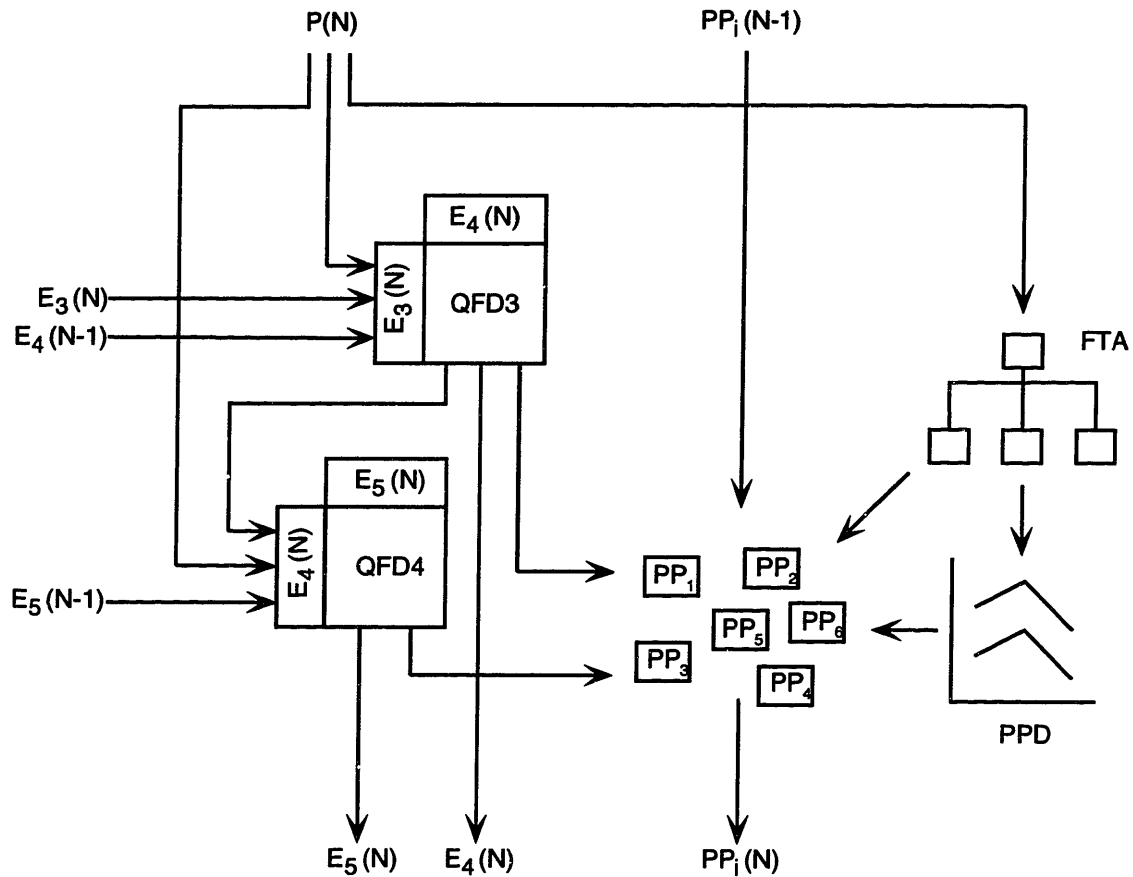 P(N)
PPi (N-1)
E4 (N)
E3 (N)
QFD3
E3 (N)
E4 (N-1)
FTA
E5 (N)
E4 (N)
QFD4
E5 (N-1)
PP1
PP2
PP5
PP6
PP3
PP4
PPD
E5 (N)
E4 (N)
PPi (N)